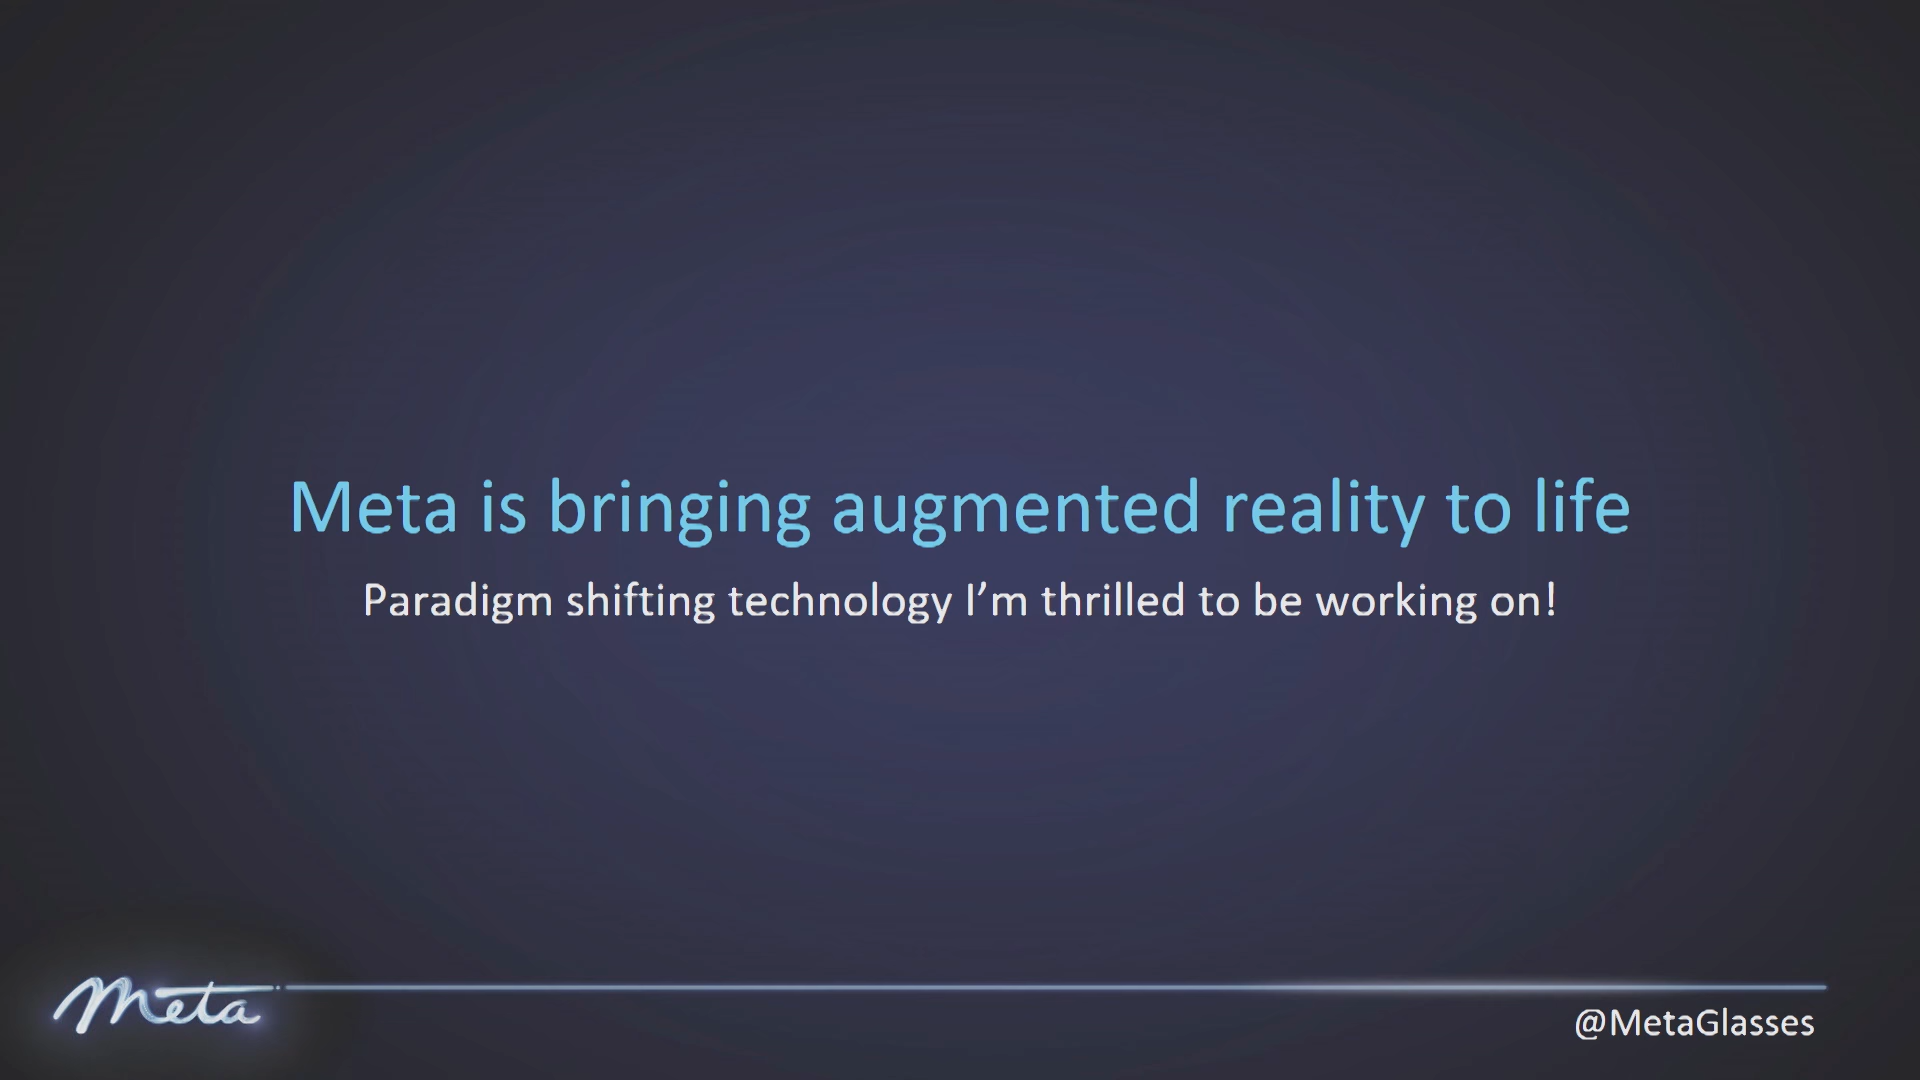 Meta is bringing augmented reality to life
Paradigm shifting technology I’m thrilled to be working on!
Meta
@MetaGlasses